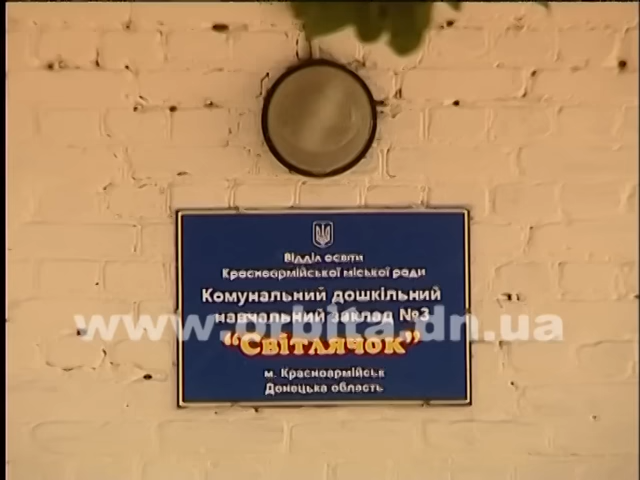 Відділ освіти
Красноармійської міської ради
Комунальний дошкільний
навчальний заклад №3
www.orbita.dn.ua
"Світлячок"
м. Красноармійськ
Донецька область